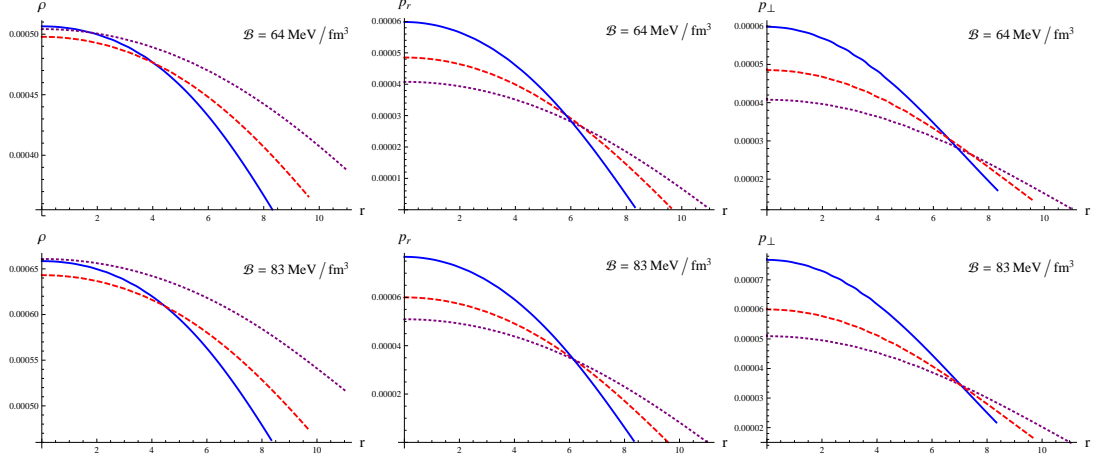 ρ
ℬ = 64 MeV / fm³
0.00050
0.00045
0.00040
2 4 6 8 10 r
p_r
ℬ = 64 MeV / fm³
0.00006
0.00005
0.00004
0.00003
0.00002
0.00001
2 4 6 8 10 r
p_⊥
ℬ = 64 MeV / fm³
0.00006
0.00005
0.00004
0.00003
0.00002
2 4 6 8 10 r
ρ
ℬ = 83 MeV / fm³
0.00065
0.00060
0.00055
0.00050
2 4 6 8 10 r
p_r
ℬ = 83 MeV / fm³
0.00006
0.00004
0.00002
0
2 4 6 8 10 r
p_⊥
ℬ = 83 MeV / fm³
0.00007
0.00006
0.00005
0.00004
0.00003
0.00002
2 4 6 8 10 r